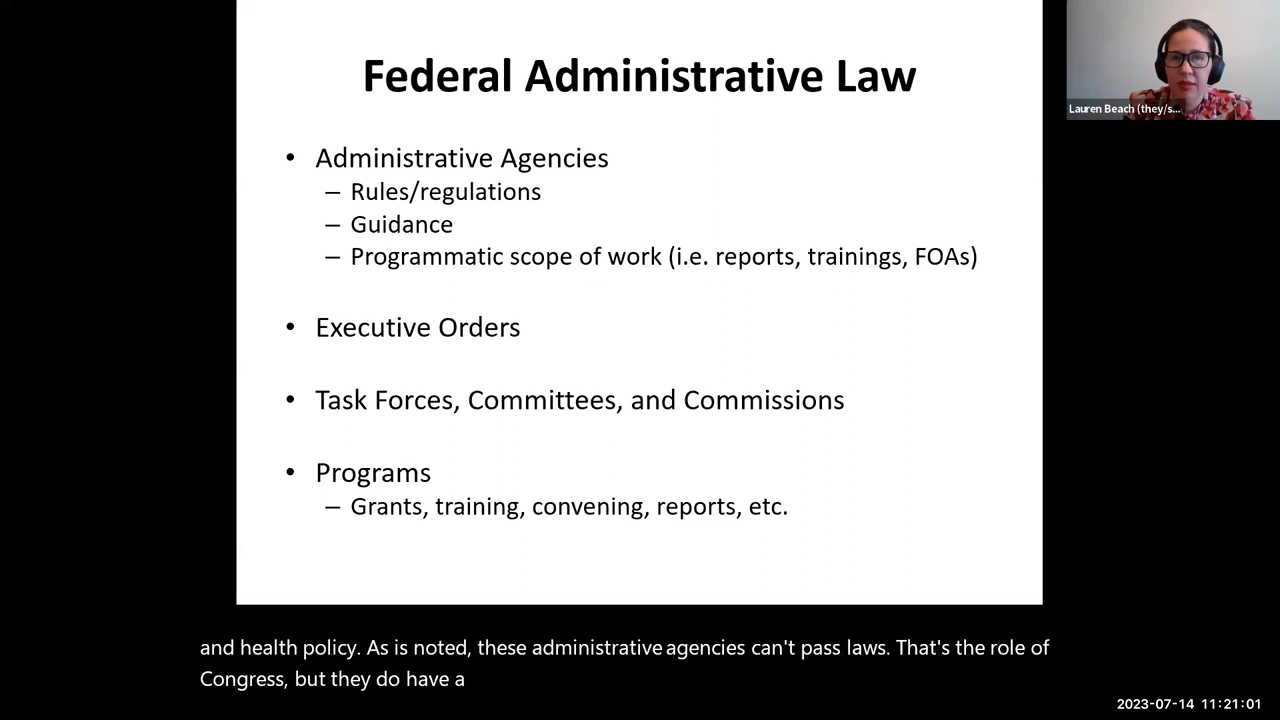 Federal Administrative Law
Lauren Beach (they/s...
• Administrative Agencies
– Rules/regulations
– Guidance
– Programmatic scope of work (i.e. reports, trainings, FOAs)
• Executive Orders
• Task Forces, Committees, and Commissions
• Programs
– Grants, training, convening, reports, etc.
and health policy. As is noted, these administrative agencies can't pass laws. That's the role of
Congress, but they do have a
2023-07-14 11:21:01